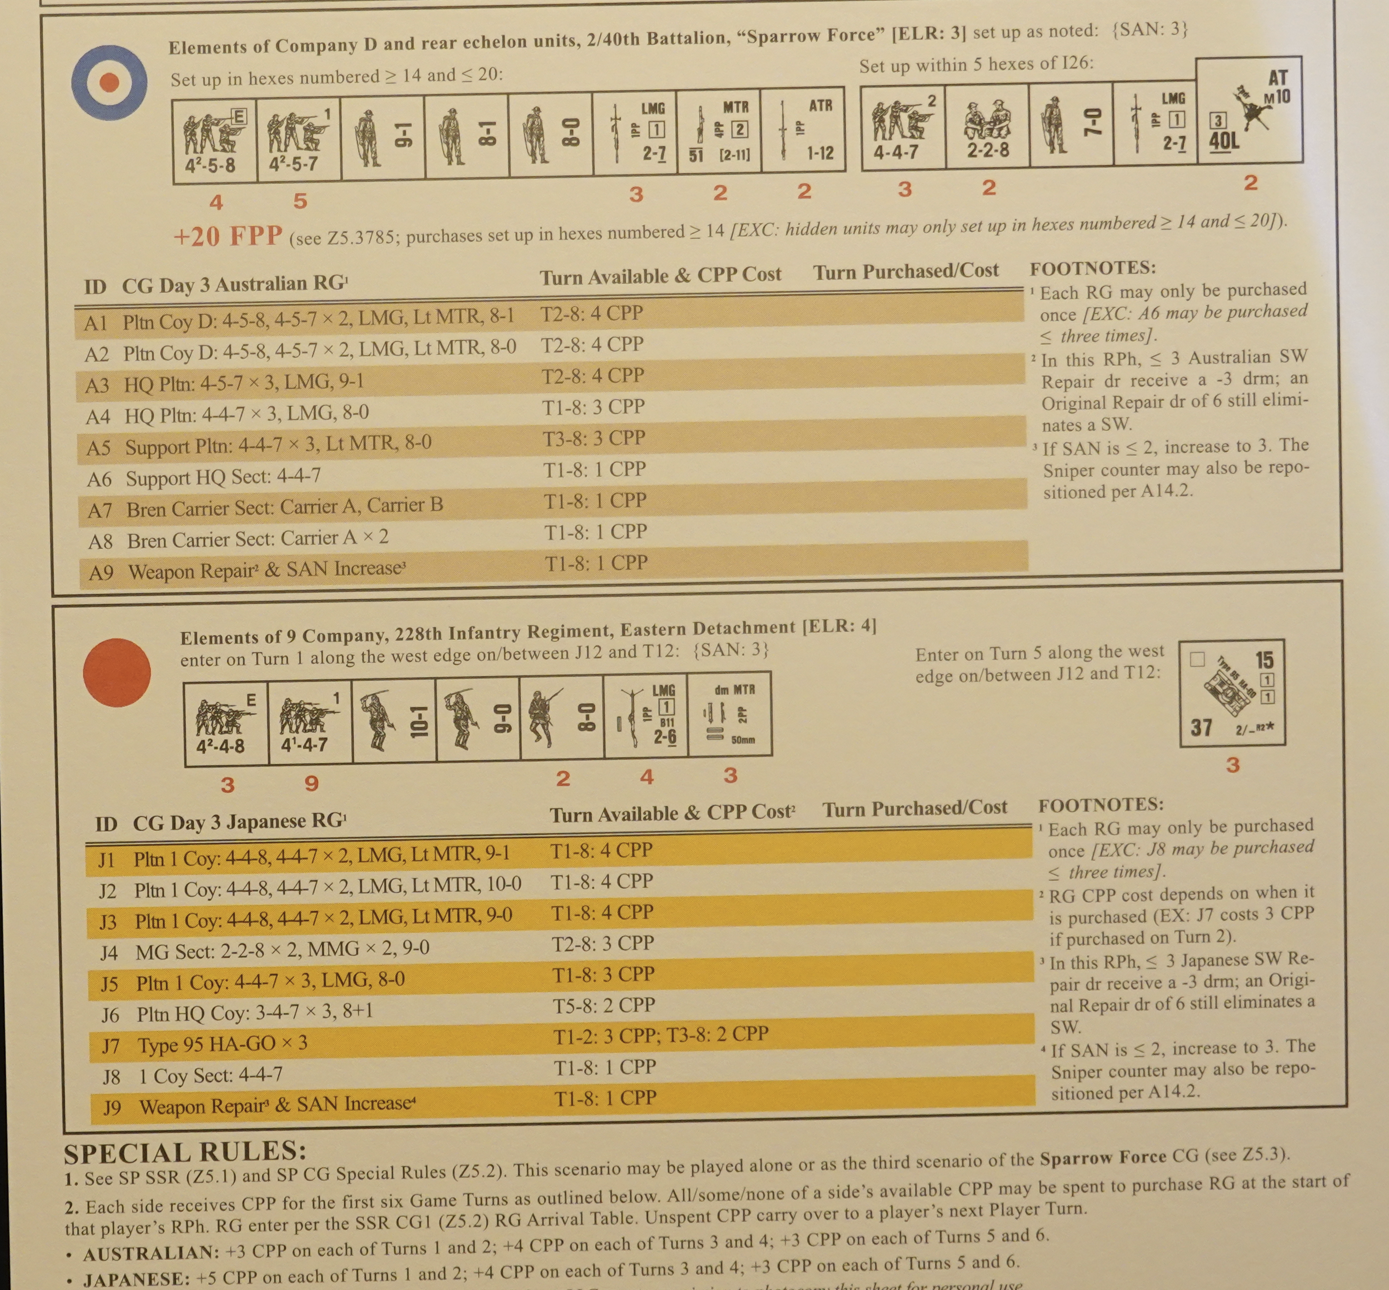 Elements of Company D and rear echelon units, 2/40th Battalion, “Sparrow Force” [ELR: 3] set up as noted: {SAN: 3}
Set up in hexes numbered ≥ 14 and ≤ 20:
Set up within 5 hexes of I26:
E
4²-5-8
1
4²-5-7
9-1
8-1
8-0
LMG
1PP 1
2-7
MTR
4PP 2
51 [2-11]
ATR
1PP
1-12
2
4-4-7
2-2-8
7-0
LMG
1PP 1
2-7
AT
M10
3
40L
4 5 3 2 2 3 2 2
+20 FPP (see Z5.3785; purchases set up in hexes numbered ≥ 14 [EXC: hidden units may only set up in hexes numbered ≥ 14 and ≤ 20]).
ID CG Day 3 Australian RG¹ Turn Available & CPP Cost Turn Purchased/Cost
A1 Pltn Coy D: 4-5-8, 4-5-7 × 2, LMG, Lt MTR, 8-1 T2-8: 4 CPP
A2 Pltn Coy D: 4-5-8, 4-5-7 × 2, LMG, Lt MTR, 8-0 T2-8: 4 CPP
A3 HQ Pltn: 4-5-7 × 3, LMG, 9-1 T2-8: 4 CPP
A4 HQ Pltn: 4-4-7 × 3, LMG, 8-0 T1-8: 3 CPP
A5 Support Pltn: 4-4-7 × 3, Lt MTR, 8-0 T3-8: 3 CPP
A6 Support HQ Sect: 4-4-7 T1-8: 1 CPP
A7 Bren Carrier Sect: Carrier A, Carrier B T1-8: 1 CPP
A8 Bren Carrier Sect: Carrier A × 2 T1-8: 1 CPP
A9 Weapon Repair² & SAN Increase³ T1-8: 1 CPP
FOOTNOTES:
¹ Each RG may only be purchased
once [EXC: A6 may be purchased
≤ three times].
² In this RPh, ≤ 3 Australian SW
Repair dr receive a -3 drm; an
Original Repair dr of 6 still elimi-
nates a SW.
³ If SAN is ≤ 2, increase to 3. The
Sniper counter may also be repo-
sitioned per A14.2.
Elements of 9 Company, 228th Infantry Regiment, Eastern Detachment [ELR: 4]
enter on Turn 1 along the west edge on/between J12 and T12: {SAN: 3}
Enter on Turn 5 along the west
edge on/between J12 and T12:
E
4²-4-8
1
4¹-4-7
10-1
9-0
8-0
LMG
1PP 1
B11
2-6
dm MTR
2PP
50mm
Type 95 HA-GO
15
1
1
37 2/–R2★
3 9 2 4 3 3
ID CG Day 3 Japanese RG¹ Turn Available & CPP Cost² Turn Purchased/Cost
J1 Pltn 1 Coy: 4-4-8, 4-4-7 × 2, LMG, Lt MTR, 9-1 T1-8: 4 CPP
J2 Pltn 1 Coy: 4-4-8, 4-4-7 × 2, LMG, Lt MTR, 10-0 T1-8: 4 CPP
J3 Pltn 1 Coy: 4-4-8, 4-4-7 × 2, LMG, Lt MTR, 9-0 T1-8: 4 CPP
J4 MG Sect: 2-2-8 × 2, MMG × 2, 9-0 T2-8: 3 CPP
J5 Pltn 1 Coy: 4-4-7 × 3, LMG, 8-0 T1-8: 3 CPP
J6 Pltn HQ Coy: 3-4-7 × 3, 8+1 T5-8: 2 CPP
J7 Type 95 HA-GO × 3 T1-2: 3 CPP; T3-8: 2 CPP
J8 1 Coy Sect: 4-4-7 T1-8: 1 CPP
J9 Weapon Repair³ & SAN Increase⁴ T1-8: 1 CPP
FOOTNOTES:
¹ Each RG may only be purchased
once [EXC: J8 may be purchased
≤ three times].
² RG CPP cost depends on when it
is purchased (EX: J7 costs 3 CPP
if purchased on Turn 2).
³ In this RPh, ≤ 3 Japanese SW Re-
pair dr receive a -3 drm; an Origi-
nal Repair dr of 6 still eliminates a
SW.
⁴ If SAN is ≤ 2, increase to 3. The
Sniper counter may also be repo-
sitioned per A14.2.
SPECIAL RULES:
1. See SP SSR (Z5.1) and SP CG Special Rules (Z5.2). This scenario may be played alone or as the third scenario of the Sparrow Force CG (see Z5.3).
2. Each side receives CPP for the first six Game Turns as outlined below. All/some/none of a side’s available CPP may be spent to purchase RG at the start of
that player’s RPh. RG enter per the SSR CG1 (Z5.2) RG Arrival Table. Unspent CPP carry over to a player’s next Player Turn.
• AUSTRALIAN: +3 CPP on each of Turns 1 and 2; +4 CPP on each of Turns 3 and 4; +3 CPP on each of Turns 5 and 6.
• JAPANESE: +5 CPP on each of Turns 1 and 2; +4 CPP on each of Turns 3 and 4; +3 CPP on each of Turns 5 and 6.
this sheet for personal use